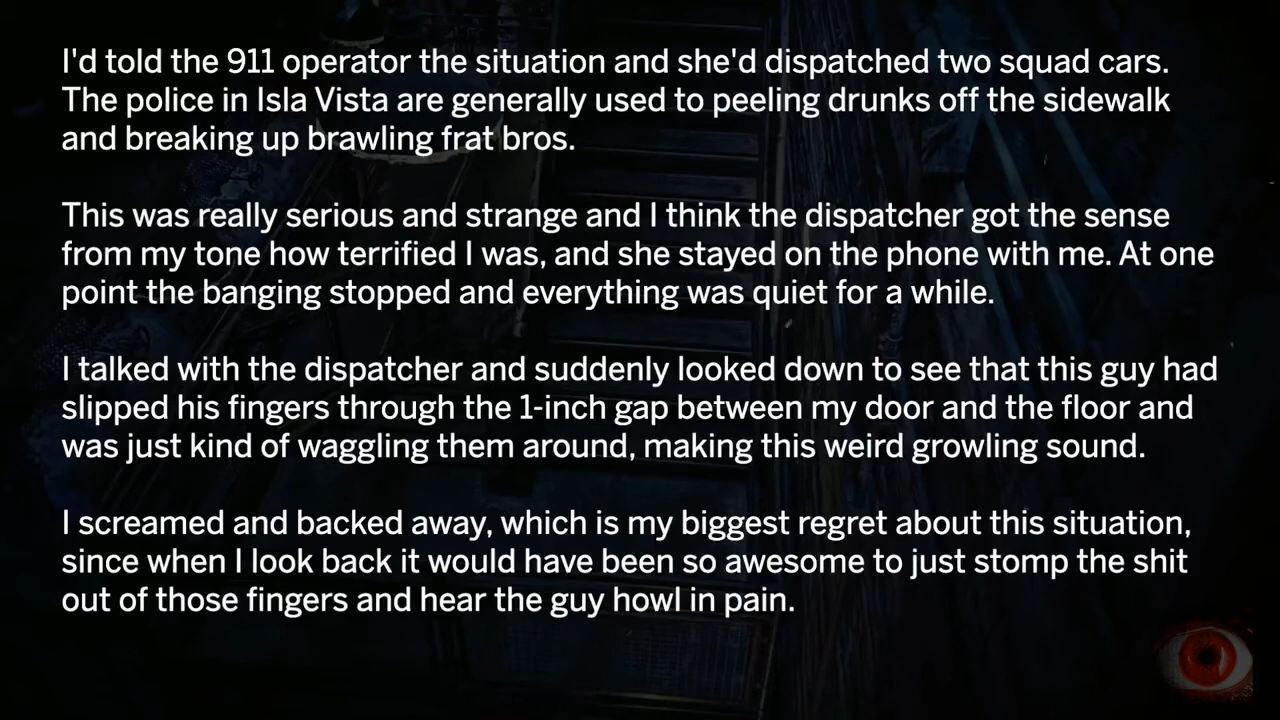 I'd told the 911 operator the situation and she'd dispatched two squad cars.
The police in Isla Vista are generally used to peeling drunks off the sidewalk
and breaking up brawling frat bros.
This was really serious and strange and I think the dispatcher got the sense
from my tone how terrified I was, and she stayed on the phone with me. At one
point the banging stopped and everything was quiet for a while.
I talked with the dispatcher and suddenly looked down to see that this guy had
slipped his fingers through the 1-inch gap between my door and the floor and
was just kind of waggling them around, making this weird growling sound.
I screamed and backed away, which is my biggest regret about this situation,
since when I look back it would have been so awesome to just stomp the shit
out of those fingers and hear the guy howl in pain.